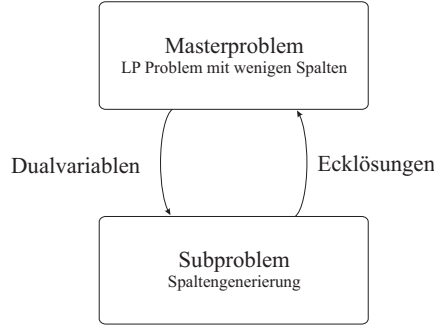 Masterproblem
LP Problem mit wenigen Spalten
Dualvariablen
Ecklösungen
Subproblem
Spaltengenerierung